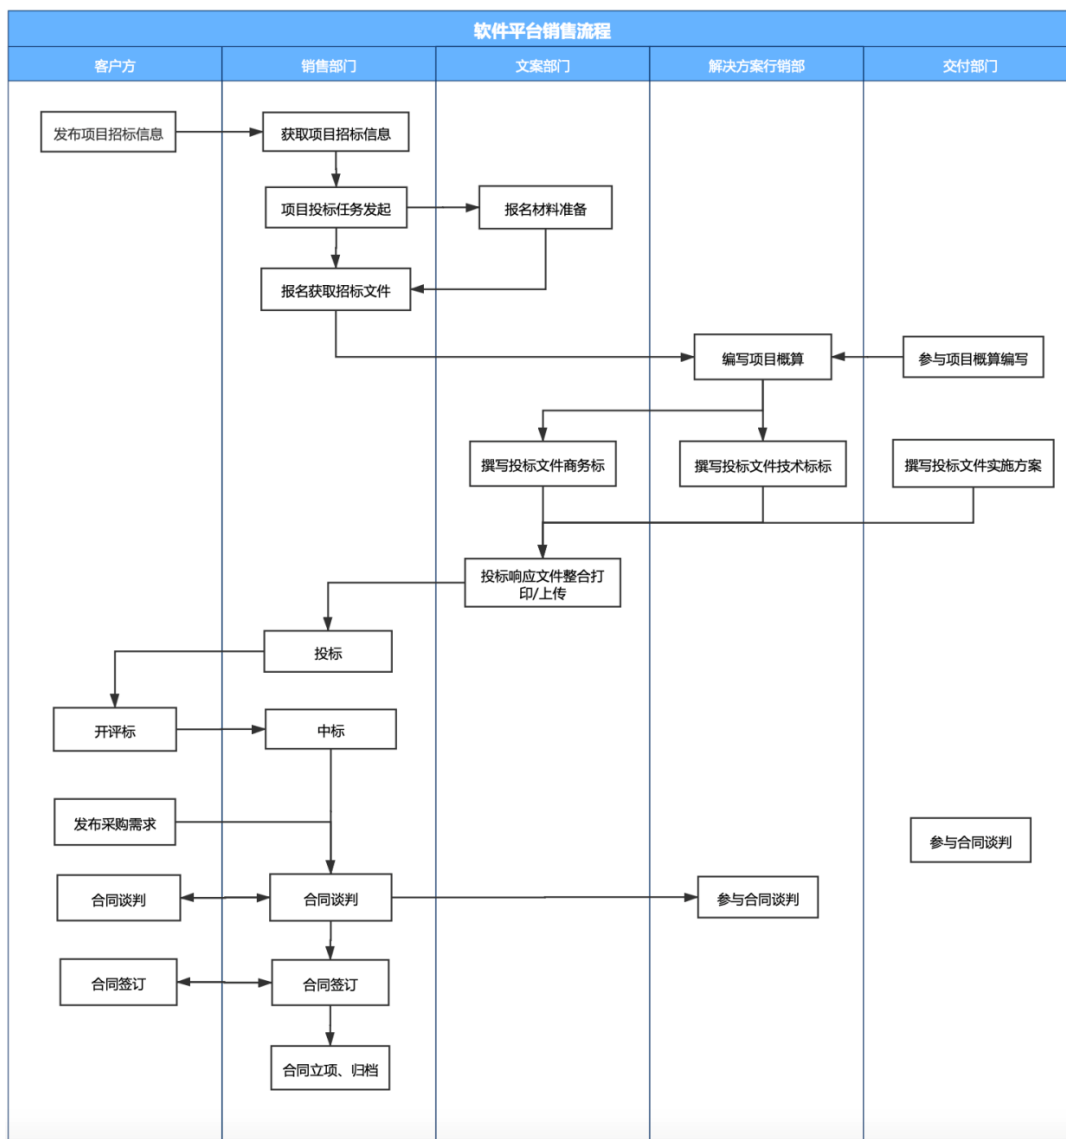 软件平台销售流程
客户方
销售部门
文案部门
解决方案行销部
交付部门
发布项目招标信息
获取项目招标信息
项目投标任务发起
报名材料准备
报名获取招标文件
编写项目概算
参与项目概算编写
撰写投标文件商务标
撰写投标文件技术标标
撰写投标文件实施方案
投标响应文件整合打
印/上传
投标
开评标
中标
发布采购需求
参与合同谈判
合同谈判
合同谈判
参与合同谈判
合同签订
合同签订
合同立项、归档